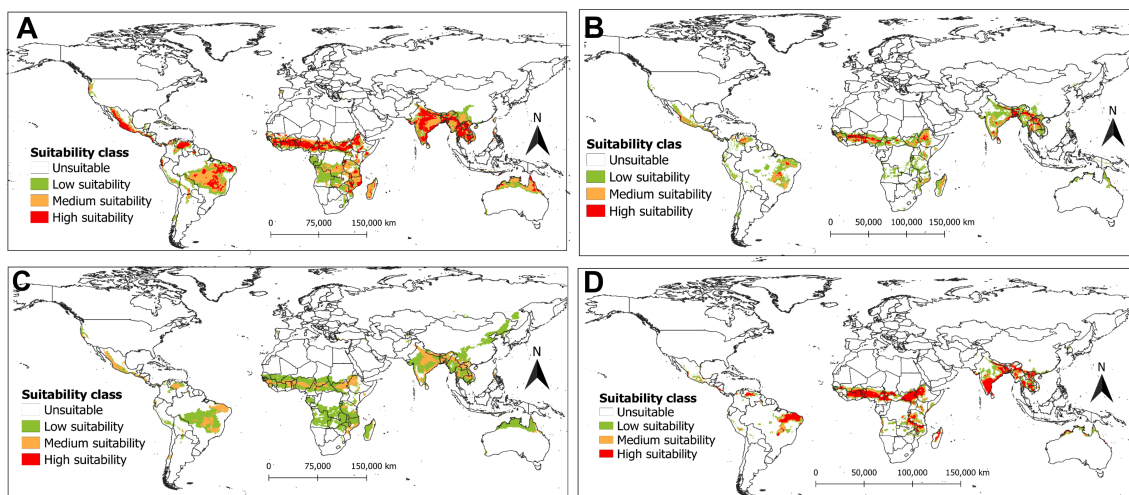 A
N
Suitability class
Unsuitable
Low suitability
Medium suitability
High suitability
0 75,000 150,000 km
B
N
Suitability clas
Unsuitable
Low suitability
Medium suitability
High suitability
0 50,000 100,000 150,000 km
C
N
Suitability class
Unsuitable
Low suitability
Medium suitability
High suitability
0 75,000 150,000 km
D
N
Suitability class
Unsuitable
Low suitability
Medium suitability
High suitability
0 50,000 100,000 150,000 km